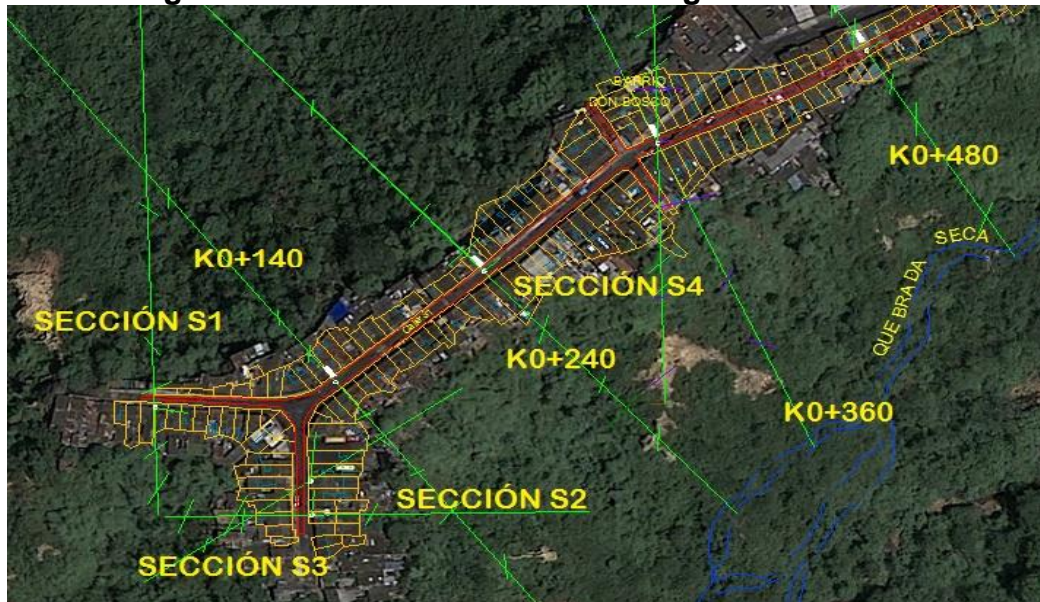 BARRIO
DON BOSCO
K0+480
SECA
K0+140
SECCIÓN S4
SECCIÓN S1
QUE BRA DA
K0+240
K0+360
SECCIÓN S2
SECCIÓN S3